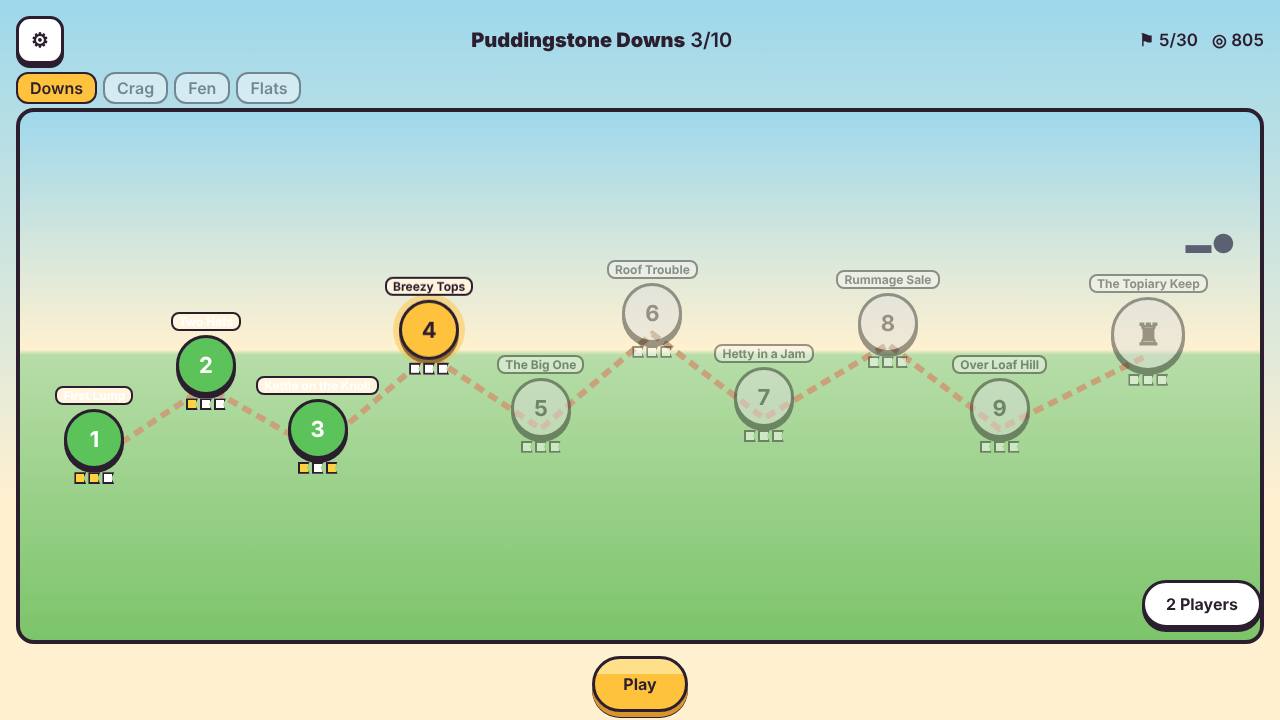 Puddingstone Downs 3/10
⚑ 5/30 ◎ 805
Downs
Crag
Fen
Flats
Roof Trouble
6
Rummage Sale
8
The Topiary Keep
Breezy Tops
4
2
The Big One
5
Hetty in a Jam
7
Over Loaf Hill
9
Kettle on the Knoll
3
First Lump
1
2 Players
Play